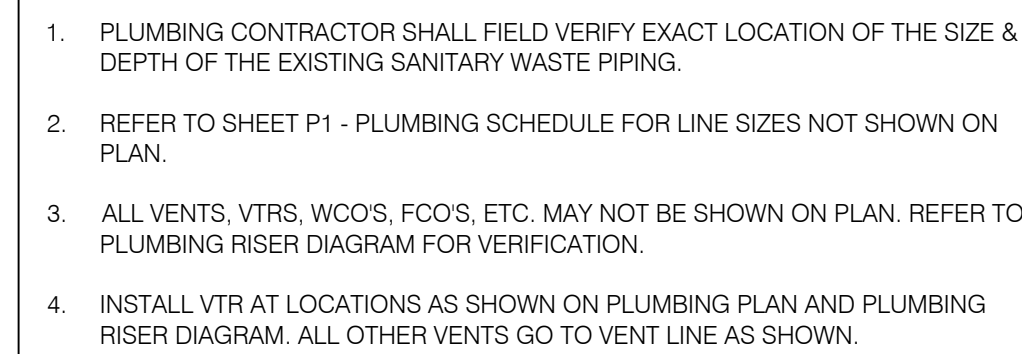 1. PLUMBING CONTRACTOR SHALL FIELD VERIFY EXACT LOCATION OF THE SIZE &
DEPTH OF THE EXISTING SANITARY WASTE PIPING.
2. REFER TO SHEET P1 - PLUMBING SCHEDULE FOR LINE SIZES NOT SHOWN ON
PLAN.
3. ALL VENTS, VTRS, WCO'S, FCO'S, ETC. MAY NOT BE SHOWN ON PLAN. REFER TO
PLUMBING RISER DIAGRAM FOR VERIFICATION.
4. INSTALL VTR AT LOCATIONS AS SHOWN ON PLUMBING PLAN AND PLUMBING
RISER DIAGRAM. ALL OTHER VENTS GO TO VENT LINE AS SHOWN.